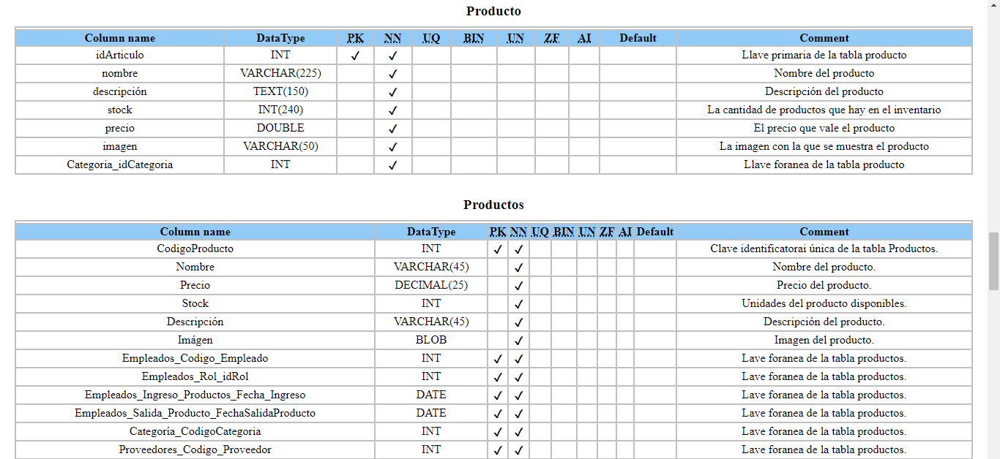 Producto
Column name DataType PK NN UQ BIN UN ZF AI Default Comment
idArticulo INT ✓ ✓ Llave primaria de la tabla producto
nombre VARCHAR(225) ✓ Nombre del producto
descripción TEXT(150) ✓ Descripción del producto
stock INT(240) ✓ La cantidad de productos que hay en el inventario
precio DOUBLE ✓ El precio que vale el producto
imagen VARCHAR(50) ✓ La imagen con la que se muestra el producto
Categoria_idCategoria INT ✓ Llave foranea de la tabla producto
Productos
Column name DataType PK NN UQ BIN UN ZF AI Default Comment
CodigoProducto INT ✓ ✓ Clave identificatorai única de la tabla Productos.
Nombre VARCHAR(45) ✓ Nombre del producto.
Precio DECIMAL(25) ✓ Precio del producto.
Stock INT ✓ Unidades del producto disponibles.
Descripción VARCHAR(45) ✓ Descripción del producto.
Imágen BLOB ✓ Imagen del producto.
Empleados_Codigo_Empleado INT ✓ ✓ Lave foranea de la tabla productos.
Empleados_Rol_idRol INT ✓ ✓ Lave foranea de la tabla productos.
Empleados_Ingreso_Productos_Fecha_Ingreso DATE ✓ ✓ Lave foranea de la tabla productos.
Empleados_Salida_Producto_FechaSalidaProducto DATE ✓ ✓ Lave foranea de la tabla productos.
Categoría_CodigoCategoria INT ✓ ✓ Lave foranea de la tabla productos.
Proveedores_Codigo_Proveedor INT ✓ ✓ Lave foranea de la tabla productos.